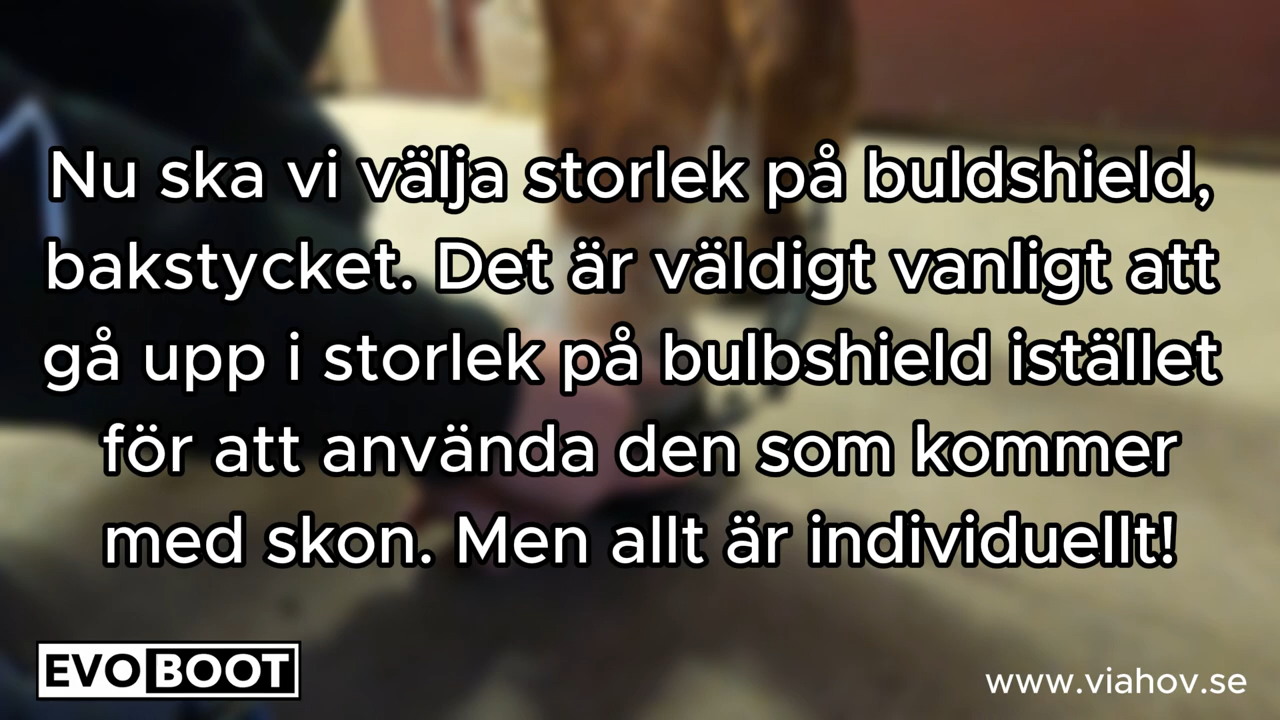 Nu ska vi välja storlek på buldshield,
bakstycket. Det är väldigt vanligt att
gå upp i storlek på bulbshield istället
för att använda den som kommer
med skon. Men allt är individuellt!
EVO BOOT
www.viahov.se